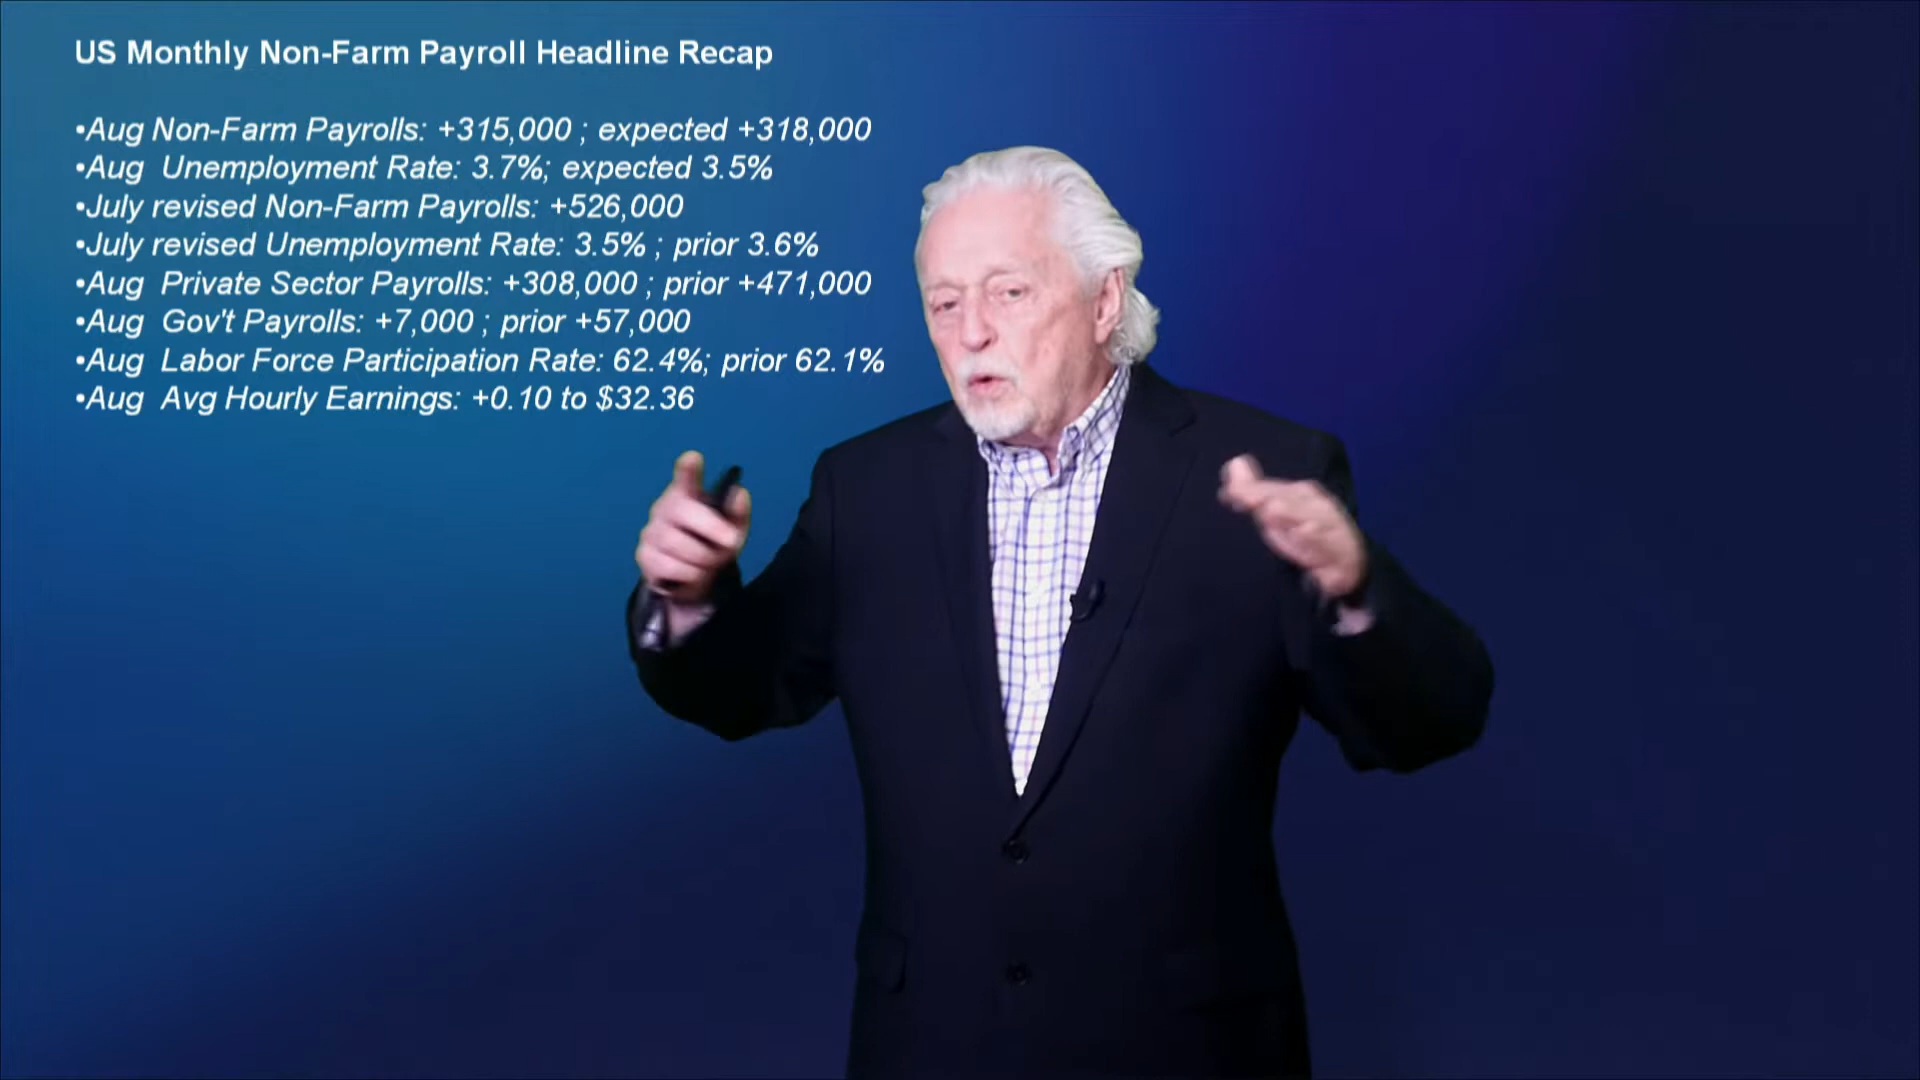 US Monthly Non-Farm Payroll Headline Recap
•Aug Non-Farm Payrolls: +315,000 ; expected +318,000
•Aug  Unemployment Rate: 3.7%; expected 3.5%
•July revised Non-Farm Payrolls: +526,000
•July revised Unemployment Rate: 3.5% ; prior 3.6%
•Aug  Private Sector Payrolls: +308,000 ; prior +471,000
•Aug  Gov't Payrolls: +7,000 ; prior +57,000
•Aug  Labor Force Participation Rate: 62.4%; prior 62.1%
•Aug  Avg Hourly Earnings: +0.10 to $32.36